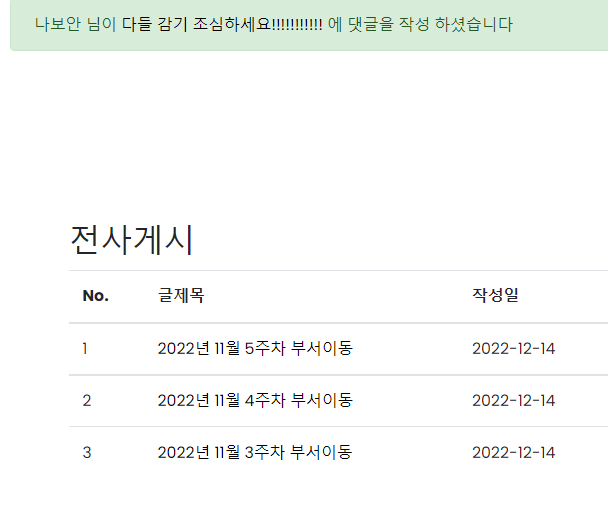 나보안 님이 다들 감기 조심하세요!!!!!!!!!!! 에 댓글을 작성 하셨습니다
전사게시
No. 글제목 작성일
1 2022년 11월 5주차 부서이동 2022-12-14
2 2022년 11월 4주차 부서이동 2022-12-14
3 2022년 11월 3주차 부서이동 2022-12-14